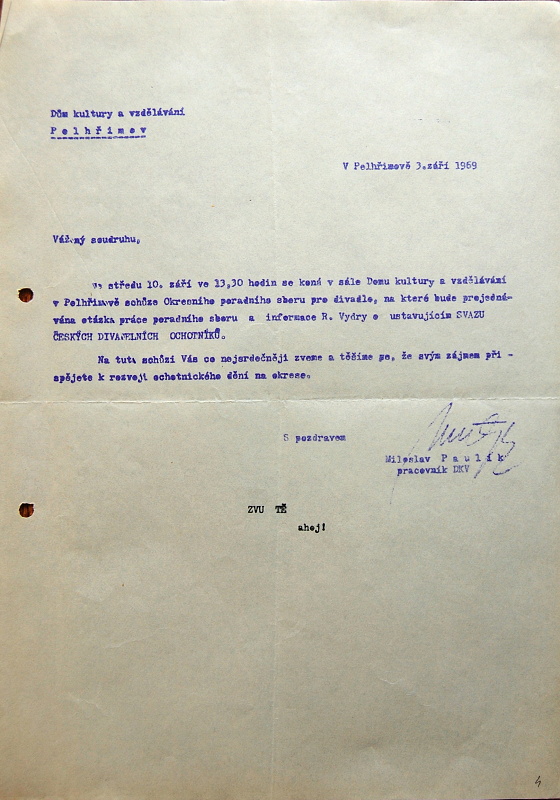 Dům kultury a vzdělávání
P e l h ř i m o v
V Pelhřimově 3.září 1969
Vážený soudruhu,
Ve středu 10. září ve 13,30 hodin se koná v sále Domu kultury a vzdělávání
v Pelhřimově schůze Okresního poradního sboru pro divadlo, na které bude projedná-
vána otázka práce poradního sboru a informace R. Vydry o ustavujícím SVAZU
ČESKÝCH DIVADELNÍCH OCHOTNÍKŮ.
Na tuto schůzi Vás co nejsrdečněji zveme a těšíme se, že svým zájmem při -
spějete k rozvoji ochotnického dění na okrese.
S pozdravem
Miloslav P a u l í k
pracovník DKV
ZVU TĚ
ahoj!
4